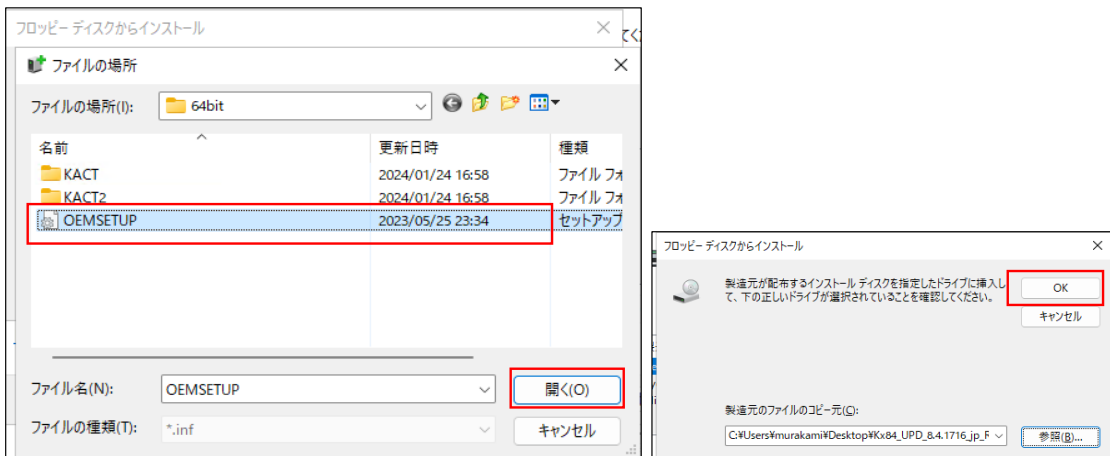 フロッピー ディスクからインストール
ファイルの場所
ファイルの場所(I): 64bit
名前 更新日時 種類
KACT 2024/01/24 16:58 ファイル フォ
KACT2 2024/01/24 16:58 ファイル フォ
OEMSETUP 2023/05/25 23:34 セットアップ
ファイル名(N): OEMSETUP 開く(O)
ファイルの種類(T): *.inf キャンセル
フロッピー ディスクからインストール
製造元が配布するインストール ディスクを指定したドライブに挿入し
て、下の正しいドライブが選択されていることを確認してください。
OK
キャンセル
製造元のファイルのコピー元(C):
C:¥Users¥murakami¥Desktop¥Kx84_UPD_8.4.1716_jp_F 参照(B)...